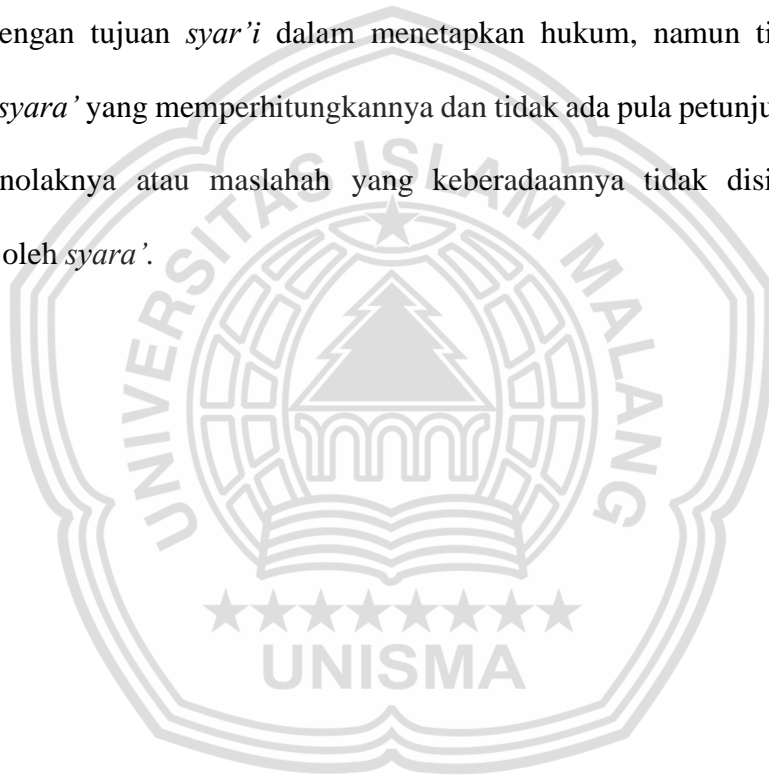 engan tujuan syar’i dalam menetapkan hukum, namun ti
syara’ yang memperhitungkannya dan tidak ada pula petunju
nolaknya atau maslahah yang keberadaannya tidak disi
oleh syara’.
UNIVERSITAS ISLAM MALANG
UNISMA